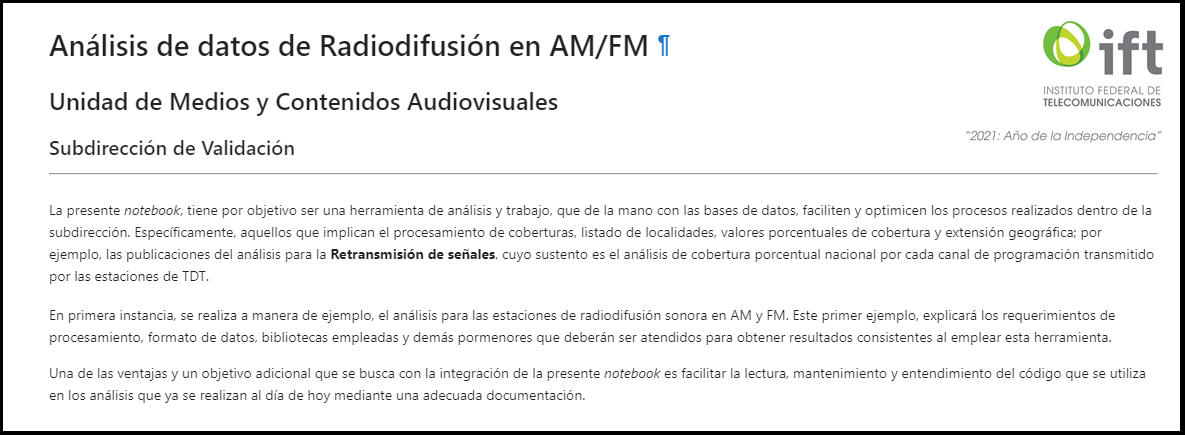 Análisis de datos de Radiodifusión en AM/FM ¶
ift
INSTITUTO FEDERAL DE
TELECOMUNICACIONES
Unidad de Medios y Contenidos Audiovisuales
"2021: Año de la Independencia"
Subdirección de Validación
La presente notebook, tiene por objetivo ser una herramienta de análisis y trabajo, que de la mano con las bases de datos, faciliten y optimicen los procesos realizados dentro de la
subdirección. Específicamente, aquellos que implican el procesamiento de coberturas, listado de localidades, valores porcentuales de cobertura y extensión geográfica; por
ejemplo, las publicaciones del análisis para la Retransmisión de señales, cuyo sustento es el análisis de cobertura porcentual nacional por cada canal de programación transmitido
por las estaciones de TDT.
En primera instancia, se realiza a manera de ejemplo, el análisis para las estaciones de radiodifusión sonora en AM y FM. Este primer ejemplo, explicará los requerimientos de
procesamiento, formato de datos, bibliotecas empleadas y demás pormenores que deberán ser atendidos para obtener resultados consistentes al emplear esta herramienta.
Una de las ventajas y un objetivo adicional que se busca con la integración de la presente notebook es facilitar la lectura, mantenimiento y entendimiento del código que se utiliza
en los análisis que ya se realizan al día de hoy mediante una adecuada documentación.